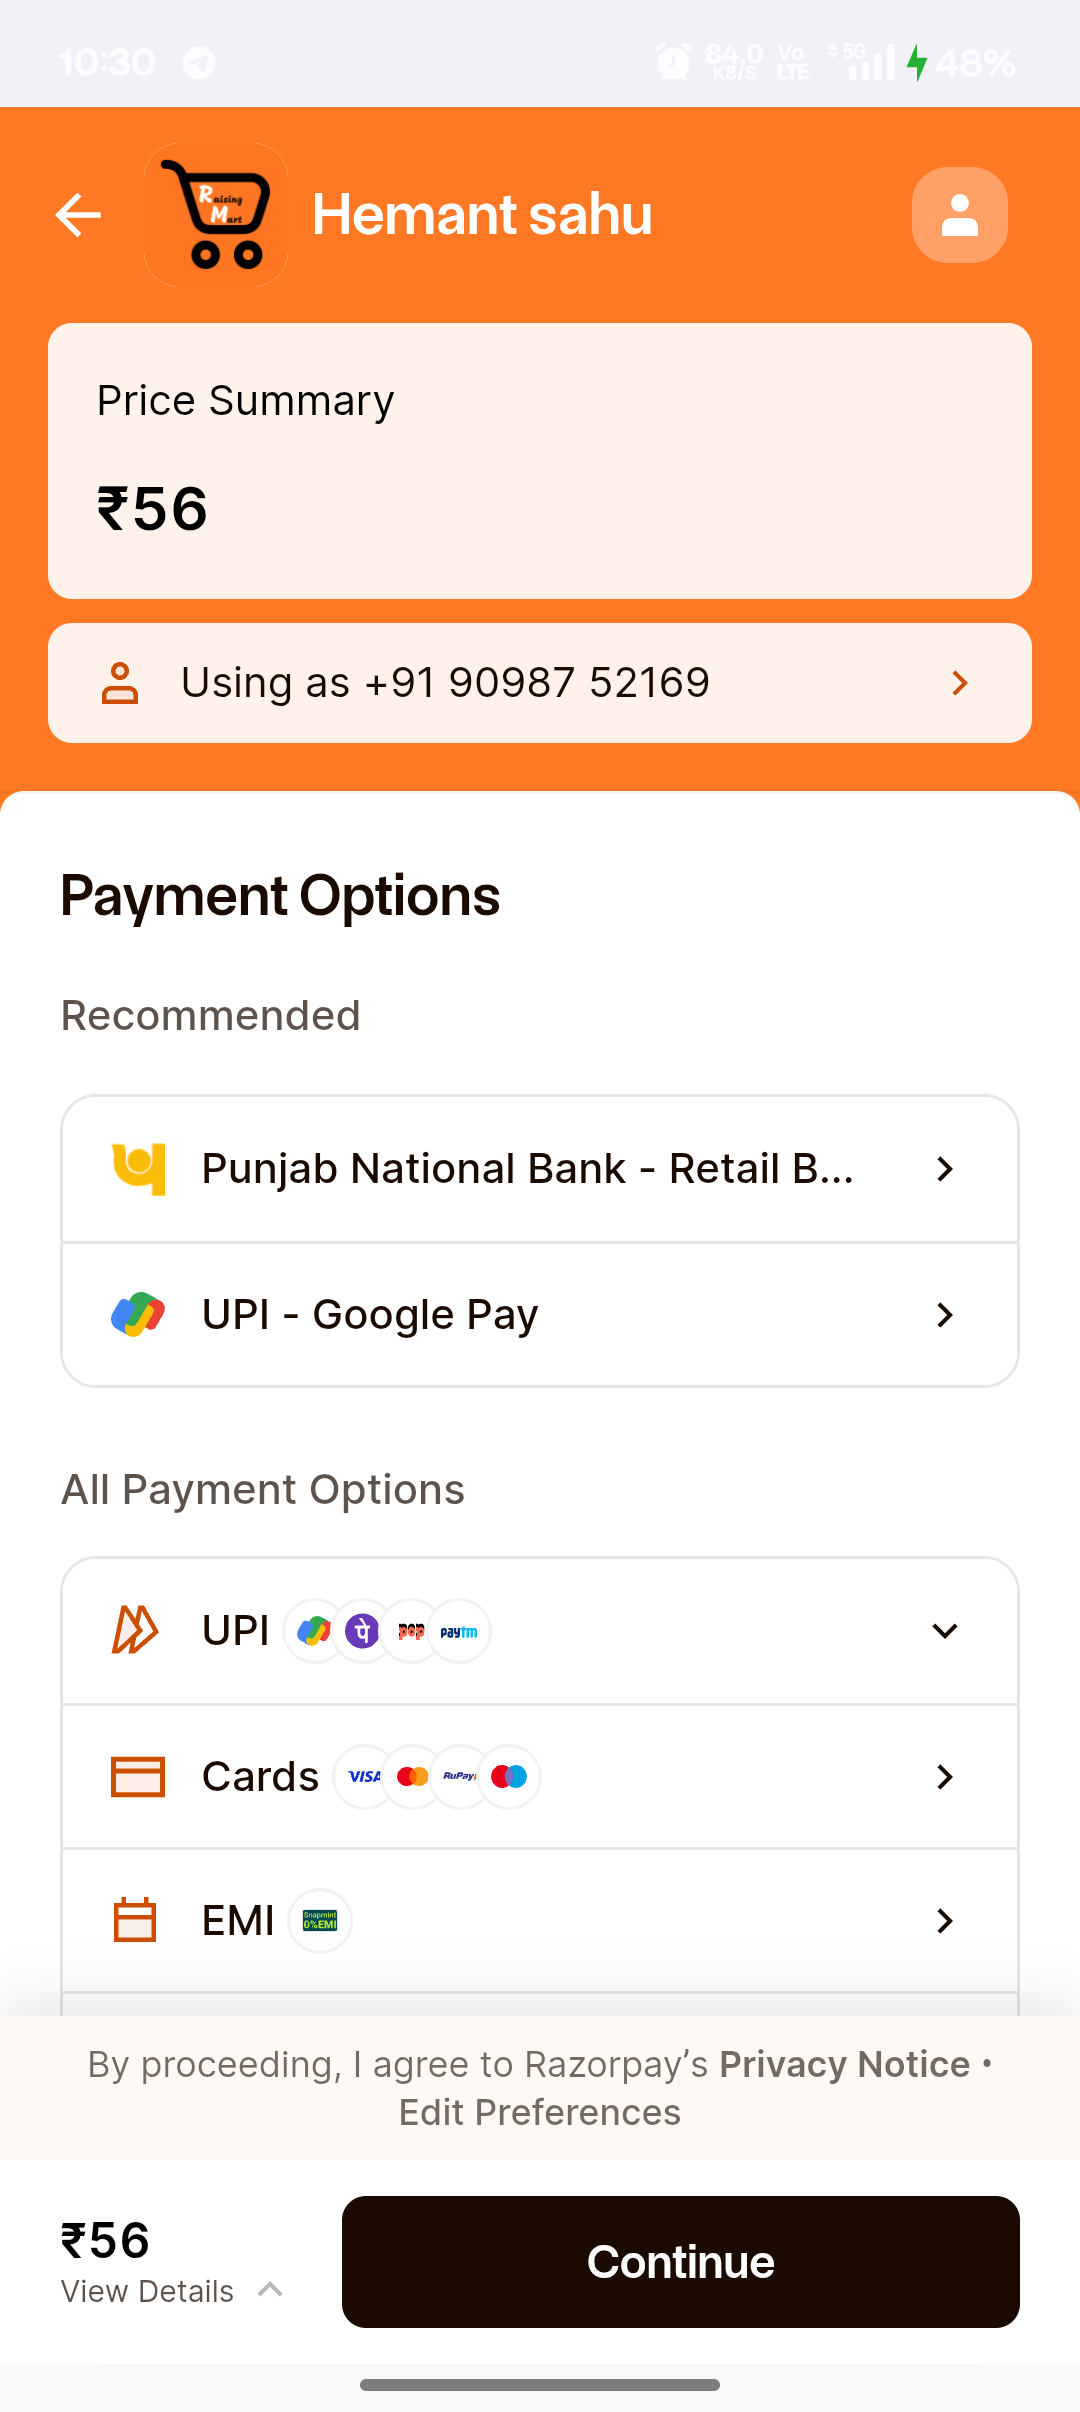 10:30 84.0 KB/S Vo LTE 5G 48%
Raising Mart
Hemant sahu
Price Summary
₹56
Using as +91 90987 52169
Payment Options
Recommended
Punjab National Bank - Retail B...
UPI - Google Pay
All Payment Options
UPI पे pop paytm
Cards VISA RuPay
EMI Snapmint 0%EMI
By proceeding, I agree to Razorpay’s Privacy Notice •
Edit Preferences
₹56
View Details
Continue